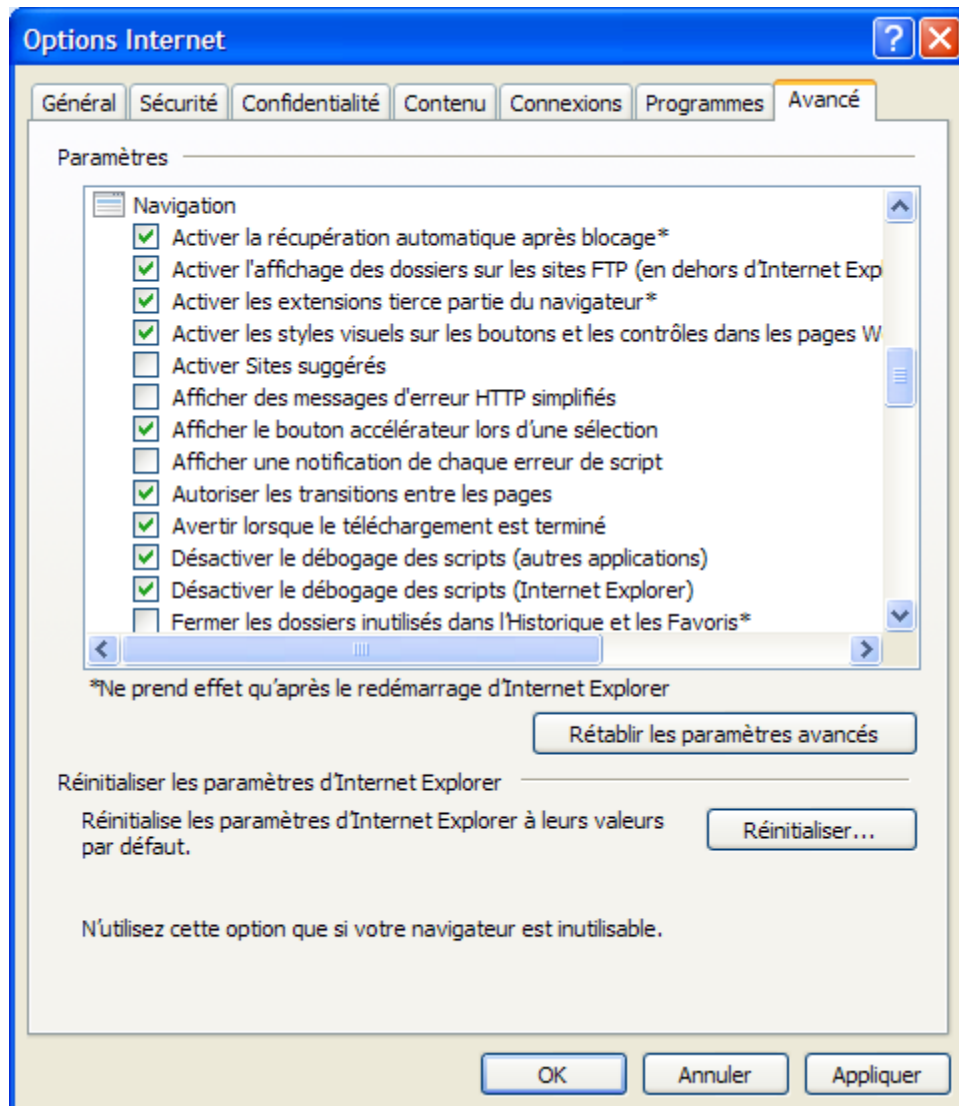 Options Internet
Général Sécurité Confidentialité Contenu Connexions Programmes Avancé
Paramètres
Navigation
Activer la récupération automatique après blocage*
Activer l'affichage des dossiers sur les sites FTP (en dehors d'Internet Exp
Activer les extensions tierce partie du navigateur*
Activer les styles visuels sur les boutons et les contrôles dans les pages W
Activer Sites suggérés
Afficher des messages d'erreur HTTP simplifiés
Afficher le bouton accélérateur lors d'une sélection
Afficher une notification de chaque erreur de script
Autoriser les transitions entre les pages
Avertir lorsque le téléchargement est terminé
Désactiver le débogage des scripts (autres applications)
Désactiver le débogage des scripts (Internet Explorer)
Fermer les dossiers inutilisés dans l'Historique et les Favoris*
*Ne prend effet qu'après le redémarrage d'Internet Explorer
Rétablir les paramètres avancés
Réinitialiser les paramètres d'Internet Explorer
Réinitialise les paramètres d'Internet Explorer à leurs valeurs
par défaut.
Réinitialiser...
N'utilisez cette option que si votre navigateur est inutilisable.
OK Annuler Appliquer